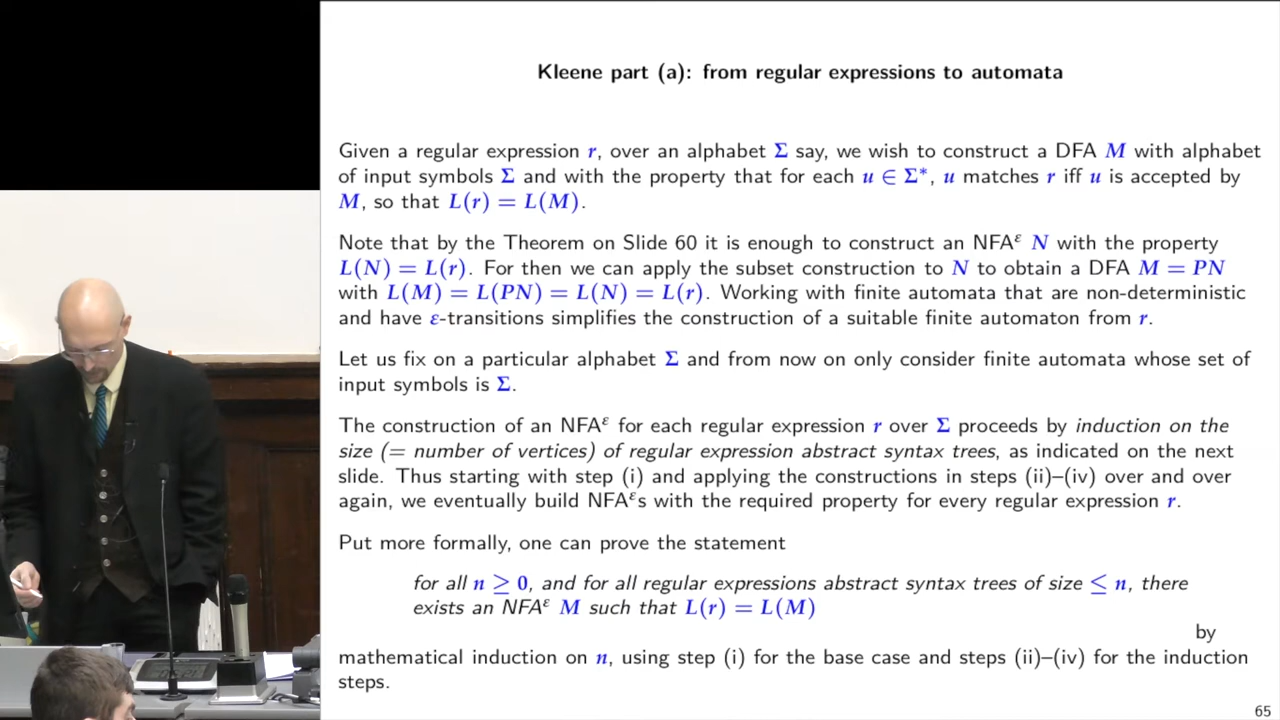 Kleene part (a): from regular expressions to automata
Given a regular expression r, over an alphabet Σ say, we wish to construct a DFA M with alphabet
of input symbols Σ and with the property that for each u ∈ Σ*, u matches r iff u is accepted by
M, so that L(r) = L(M).
Note that by the Theorem on Slide 60 it is enough to construct an NFAᵋ N with the property
L(N) = L(r). For then we can apply the subset construction to N to obtain a DFA M = PN
with L(M) = L(PN) = L(N) = L(r). Working with finite automata that are non-deterministic
and have ε-transitions simplifies the construction of a suitable finite automaton from r.
Let us fix on a particular alphabet Σ and from now on only consider finite automata whose set of
input symbols is Σ.
The construction of an NFAᵋ for each regular expression r over Σ proceeds by induction on the
size (= number of vertices) of regular expression abstract syntax trees, as indicated on the next
slide. Thus starting with step (i) and applying the constructions in steps (ii)–(iv) over and over
again, we eventually build NFAᵋs with the required property for every regular expression r.
Put more formally, one can prove the statement
for all n ≥ 0, and for all regular expressions abstract syntax trees of size ≤ n, there
exists an NFAᵋ M such that L(r) = L(M)
by
mathematical induction on n, using step (i) for the base case and steps (ii)–(iv) for the induction
steps.
65